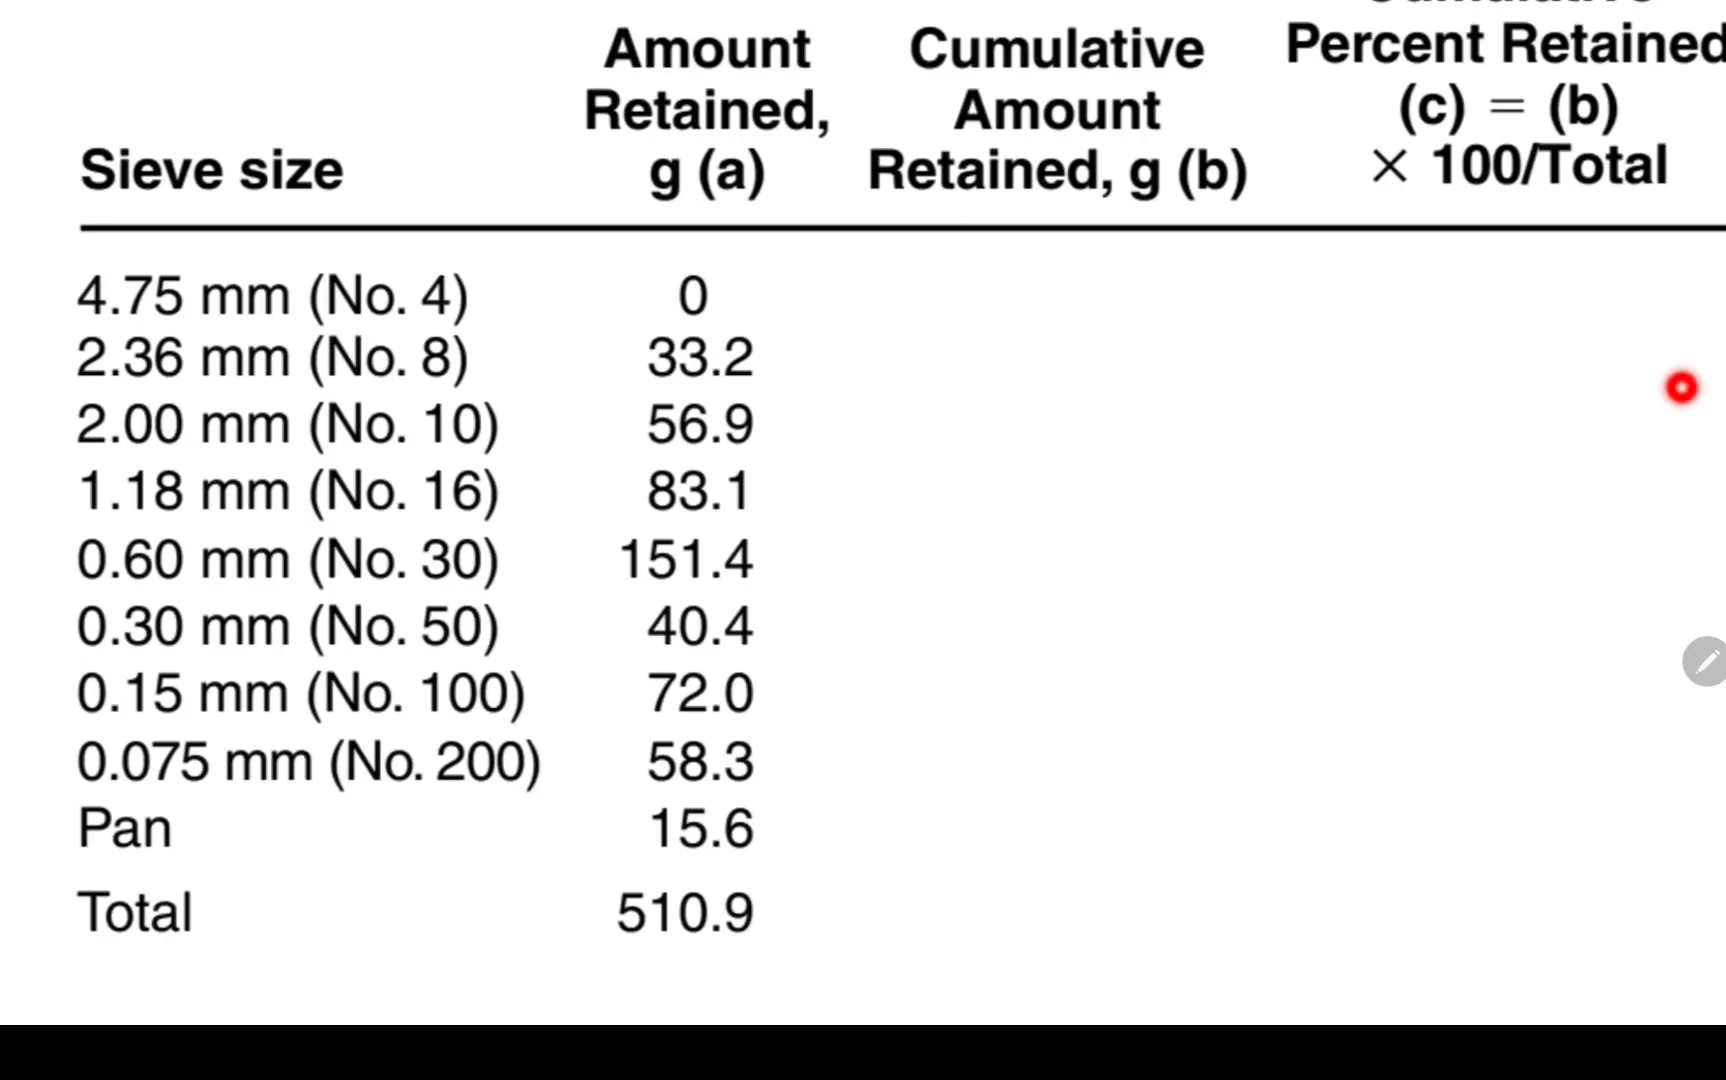 Amount
Retained,
g (a)
Cumulative
Amount
Retained, g (b)
Percent Retained
(c) = (b)
× 100/Total
Sieve size
4.75 mm (No. 4) 0
2.36 mm (No. 8) 33.2
2.00 mm (No. 10) 56.9
1.18 mm (No. 16) 83.1
0.60 mm (No. 30) 151.4
0.30 mm (No. 50) 40.4
0.15 mm (No. 100) 72.0
0.075 mm (No. 200) 58.3
Pan 15.6
Total 510.9